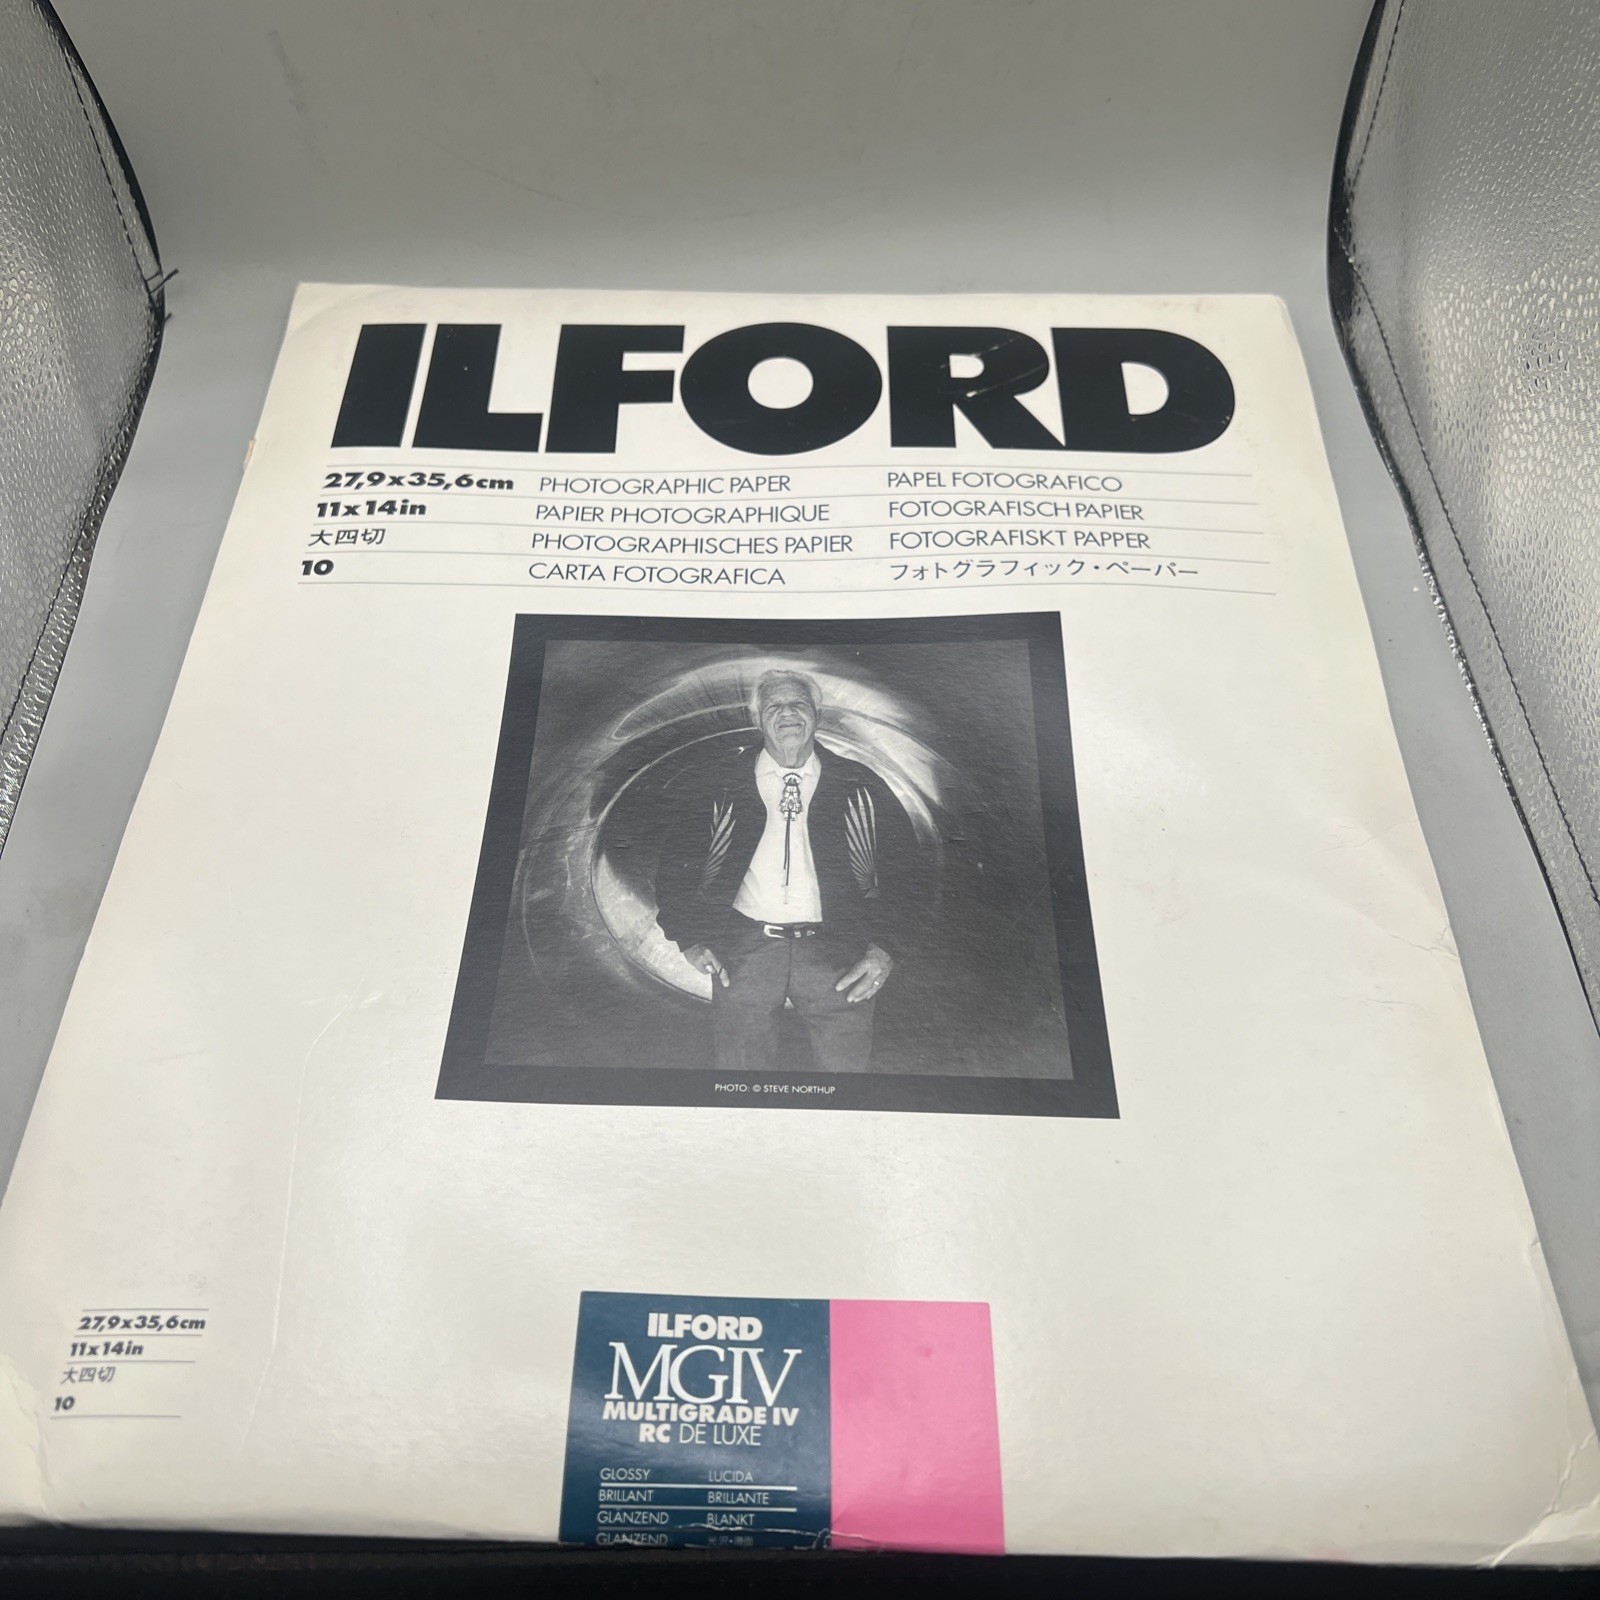 ILFORD
27,9x35,6cm PHOTOGRAPHIC PAPER PAPEL FOTOGRAFICO
11x14in PAPIER PHOTOGRAPHIQUE FOTOGRAFISCH PAPIER
大四切 PHOTOGRAPHISCHES PAPIER FOTOGRAFISKT PAPPER
10 CARTA FOTOGRAFICA フォトグラフィック・ペーパー
PHOTO: © STEVE NORTHUP
27,9x35,6cm
11x14in
大四切
10
ILFORD
MGIV
MULTIGRADE IV
RC DE LUXE
GLOSSY LUCIDA
BRILLANT BRILLANTE
GLÄNZEND BLANKT
GLANZEND